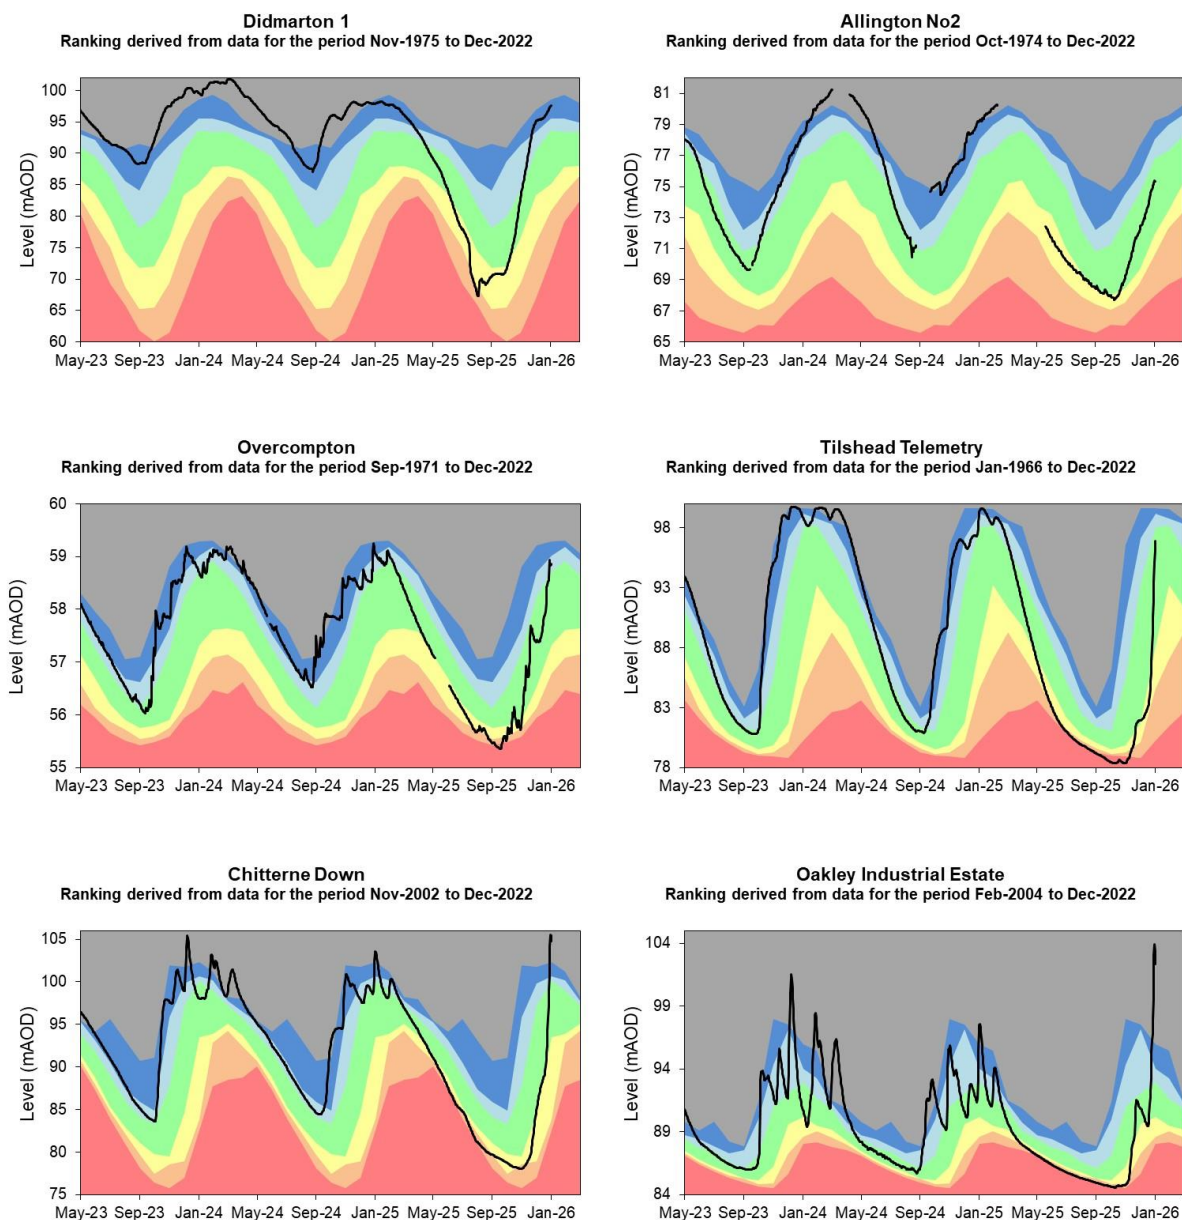 Didmarton 1
Ranking derived from data for the period Nov-1975 to Dec-2022
Level (mAOD)
100
95
90
85
80
75
70
65
60
May-23 Sep-23 Jan-24 May-24 Sep-24 Jan-25 May-25 Sep-25 Jan-26
Allington No2
Ranking derived from data for the period Oct-1974 to Dec-2022
Level (mAOD)
81
79
77
75
73
71
69
67
65
May-23 Sep-23 Jan-24 May-24 Sep-24 Jan-25 May-25 Sep-25 Jan-26
Overcompton
Ranking derived from data for the period Sep-1971 to Dec-2022
Level (mAOD)
60
59
58
57
56
55
May-23 Sep-23 Jan-24 May-24 Sep-24 Jan-25 May-25 Sep-25 Jan-26
Tilshead Telemetry
Ranking derived from data for the period Jan-1966 to Dec-2022
Level (mAOD)
98
93
88
83
78
May-23 Sep-23 Jan-24 May-24 Sep-24 Jan-25 May-25 Sep-25 Jan-26
Chitterne Down
Ranking derived from data for the period Nov-2002 to Dec-2022
Level (mAOD)
105
100
95
90
85
80
75
May-23 Sep-23 Jan-24 May-24 Sep-24 Jan-25 May-25 Sep-25 Jan-26
Oakley Industrial Estate
Ranking derived from data for the period Feb-2004 to Dec-2022
Level (mAOD)
104
99
94
89
84
May-23 Sep-23 Jan-24 May-24 Sep-24 Jan-25 May-25 Sep-25 Jan-26